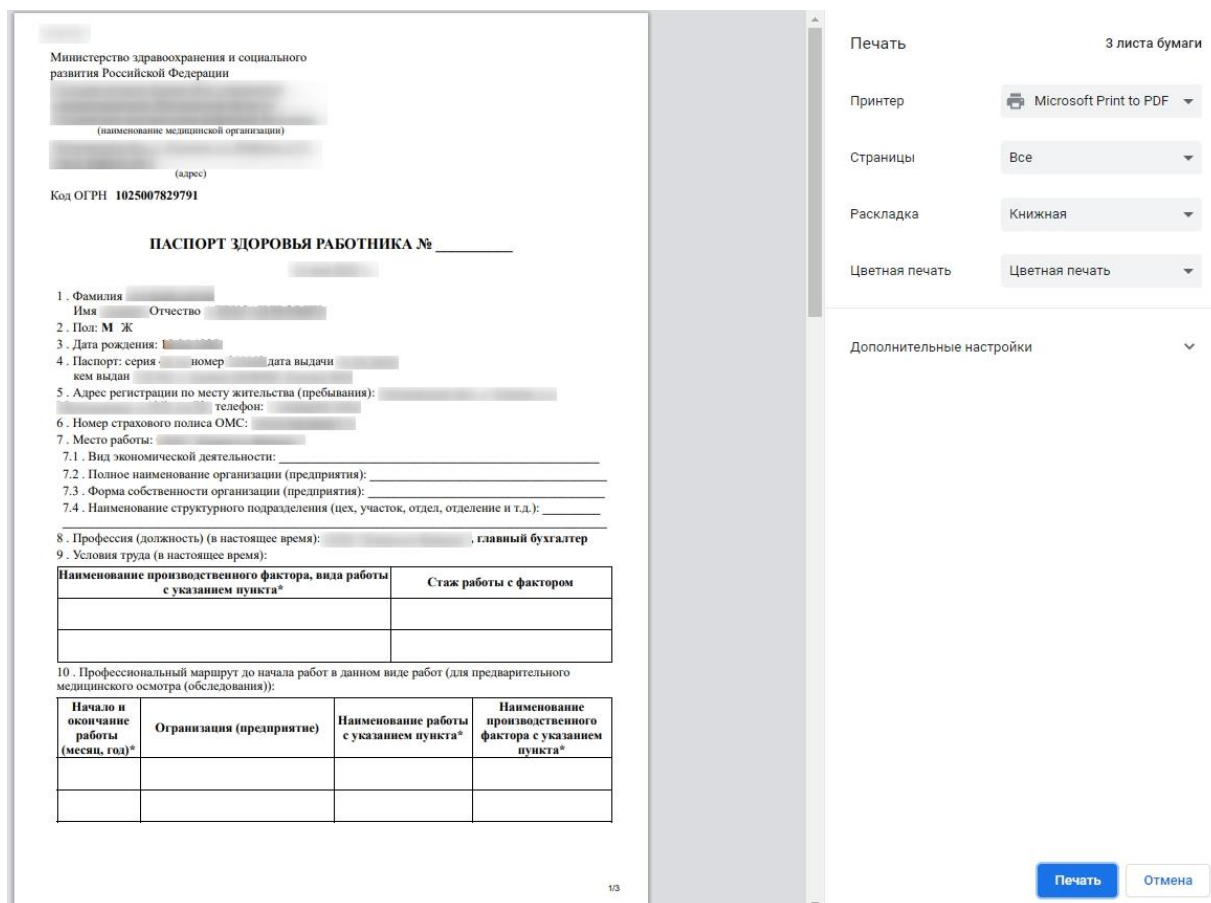 Министерство здравоохранения и социального
развития Российской Федерации
(наименование медицинской организации)
(адрес)
Код ОГРН 1025007829791
ПАСПОРТ ЗДОРОВЬЯ РАБОТНИКА № __________
1 . Фамилия
Имя Отчество
2 . Пол: М Ж
3 . Дата рождения:
4 . Паспорт: серия номер дата выдачи
кем выдан
5 . Адрес регистрации по месту жительства (пребывания):
телефон:
6 . Номер страхового полиса ОМС:
7 . Место работы:
7.1 . Вид экономической деятельности:
7.2 . Полное наименование организации (предприятия):
7.3 . Форма собственности организации (предприятия):
7.4 . Наименование структурного подразделения (цех, участок, отдел, отделение и т.д.):
8 . Профессия (должность) (в настоящее время): , главный бухгалтер
9 . Условия труда (в настоящее время):
Наименование производственного фактора, вида работы
с указанием пункта*
Стаж работы с фактором
10 . Профессиональный маршрут до начала работ в данном виде работ (для предварительного
медицинского осмотра (обследования)):
Начало и
окончание
работы
(месяц, год)*
Огранизация (предприятие)
Наименование работы
с указанием пункта*
Наименование
производственного
фактора с указанием
пункта*
1/3
Печать
3 листа бумаги
Принтер
Microsoft Print to PDF
Страницы
Все
Раскладка
Книжная
Цветная печать
Цветная печать
Дополнительные настройки
Печать
Отмена